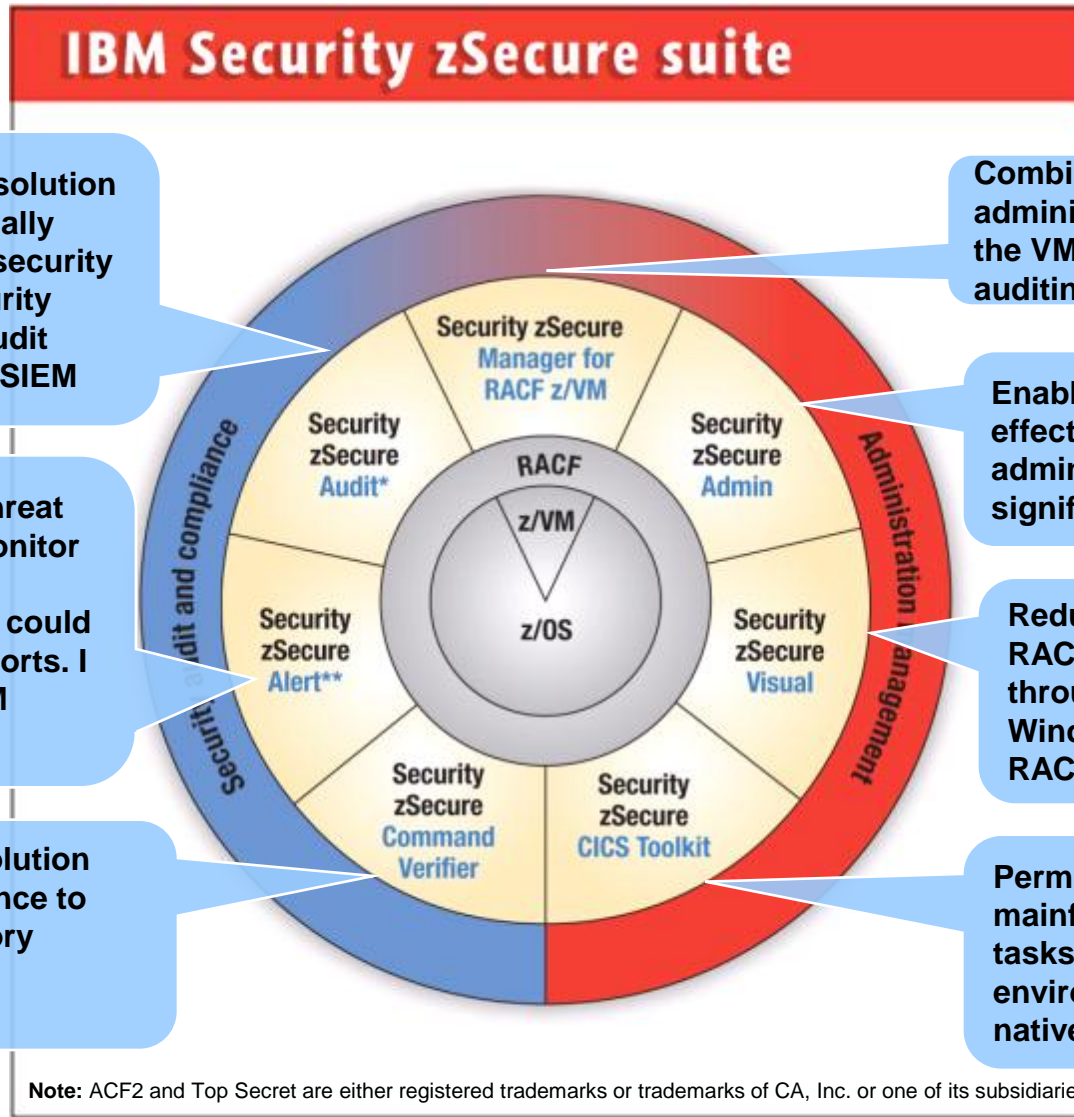 IBM Security zSecure suite
solution
ally
security
urity
udit
SIEM
reat
onitor
could
orts. I
M
olution
nce to
ory
Combi
admini
the VM
auditin
Enabl
effect
admin
signif
Redu
RAC
throu
Wind
RAC
Perm
mainf
tasks
enviro
native
Security audit and compliance
Administration management
Security zSecure
Manager for
RACF z/VM
Security
zSecure
Audit*
Security
zSecure
Admin
RACF
z/VM
z/OS
Security
zSecure
Alert**
Security
zSecure
Visual
Security
zSecure
Command
Verifier
Security
zSecure
CICS Toolkit
Note: ACF2 and Top Secret are either registered trademarks or trademarks of CA, Inc. or one of its subsidiarie